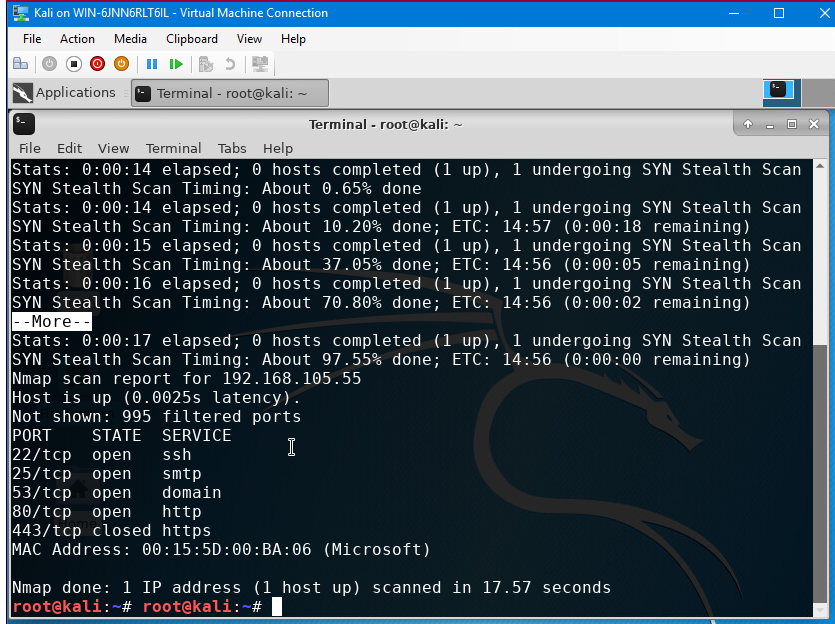 Kali on WIN-6JNN6RLT6IL - Virtual Machine Connection
File Action Media Clipboard View Help
Applications Terminal - root@kali: ~
Terminal - root@kali: ~
File Edit View Terminal Tabs Help
Stats: 0:00:14 elapsed; 0 hosts completed (1 up), 1 undergoing SYN Stealth Scan
SYN Stealth Scan Timing: About 0.65% done
Stats: 0:00:14 elapsed; 0 hosts completed (1 up), 1 undergoing SYN Stealth Scan
SYN Stealth Scan Timing: About 10.20% done; ETC: 14:57 (0:00:18 remaining)
Stats: 0:00:15 elapsed; 0 hosts completed (1 up), 1 undergoing SYN Stealth Scan
SYN Stealth Scan Timing: About 37.05% done; ETC: 14:56 (0:00:05 remaining)
Stats: 0:00:16 elapsed; 0 hosts completed (1 up), 1 undergoing SYN Stealth Scan
SYN Stealth Scan Timing: About 70.80% done; ETC: 14:56 (0:00:02 remaining)
--More--
Stats: 0:00:17 elapsed; 0 hosts completed (1 up), 1 undergoing SYN Stealth Scan
SYN Stealth Scan Timing: About 97.55% done; ETC: 14:56 (0:00:00 remaining)
Nmap scan report for 192.168.105.55
Host is up (0.0025s latency).
Not shown: 995 filtered ports
PORT STATE SERVICE
22/tcp open ssh
25/tcp open smtp
53/tcp open domain
80/tcp open http
Home
443/tcp closed https
MAC Address: 00:15:5D:00:BA:06 (Microsoft)
Nmap done: 1 IP address (1 host up) scanned in 17.57 seconds
root@kali:~# root@kali:~#